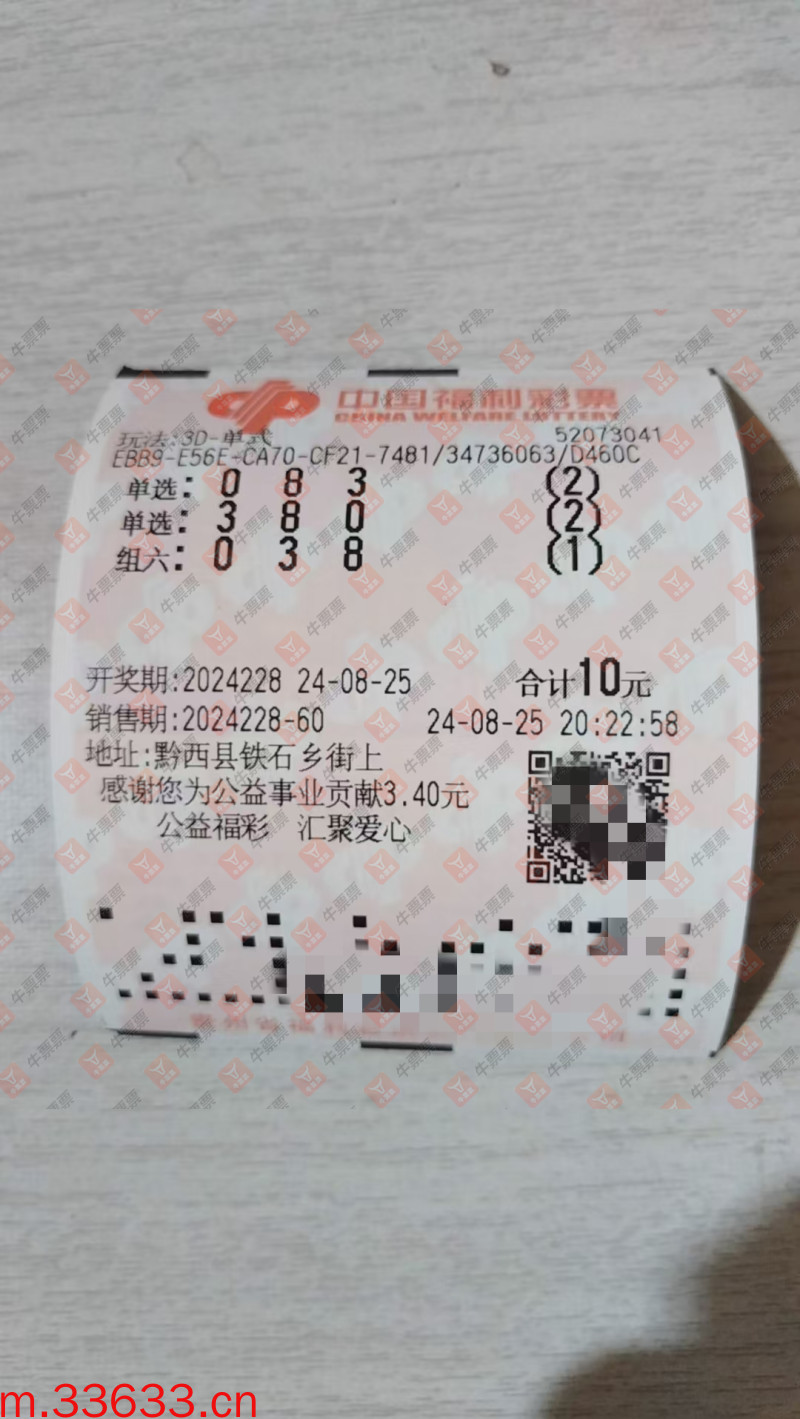 中国福利彩票
CHINA WELFARE LOTTERY
玩法:3D-单式 52073041
EBB9-E56E-CA70-CF21-7481/34736063/D460C
单选: 0 8 3 (2)
单选: 3 8 0 (2)
组六: 0 3 8 (1)
开奖期:2024228 24-08-25 合计10元
销售期:2024228-60 24-08-25 20:22:58
地址:黔西县铁石乡街上
感谢您为公益事业贡献3.40元
公益福彩 汇聚爱心
牛票票
m.33633.cn